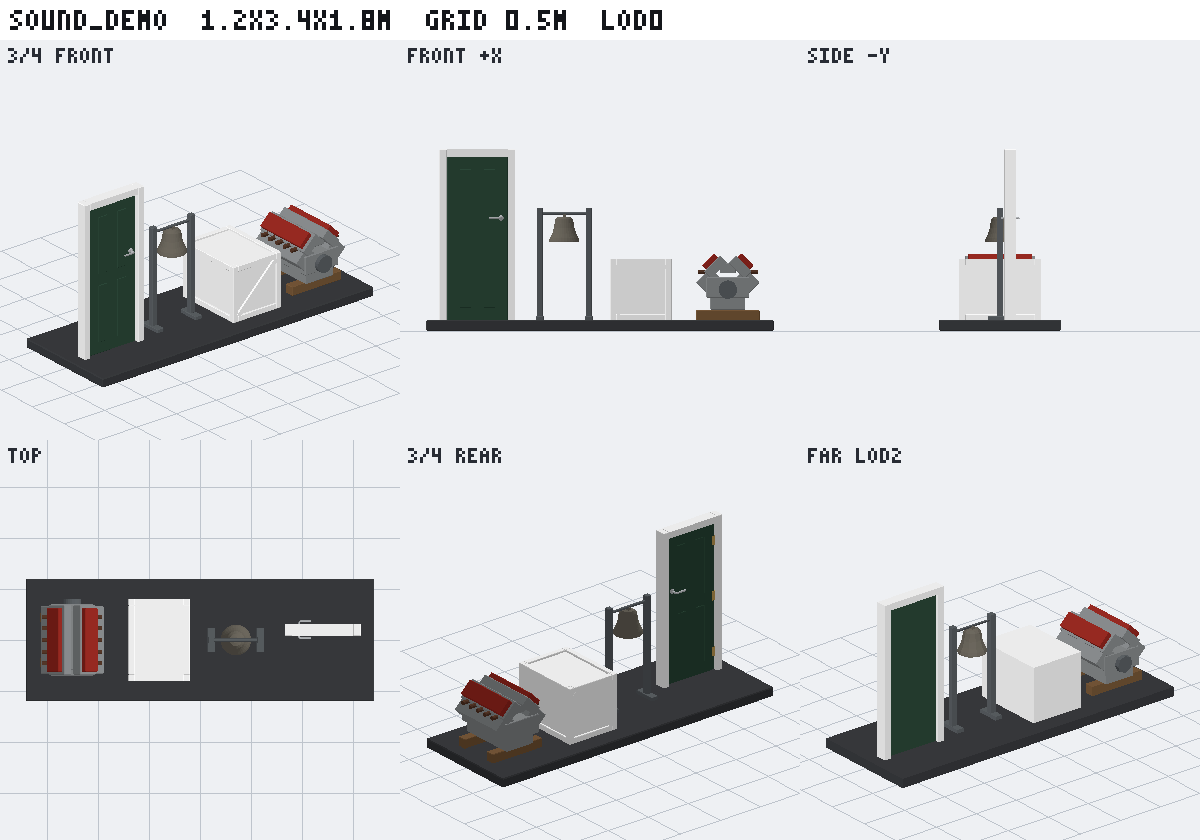 SOUND_DEMO 1.2X3.4X1.8M GRID 0.5M LOD0
3/4 FRONT
FRONT +X
SIDE -Y
TOP
3/4 REAR
FAR LOD2